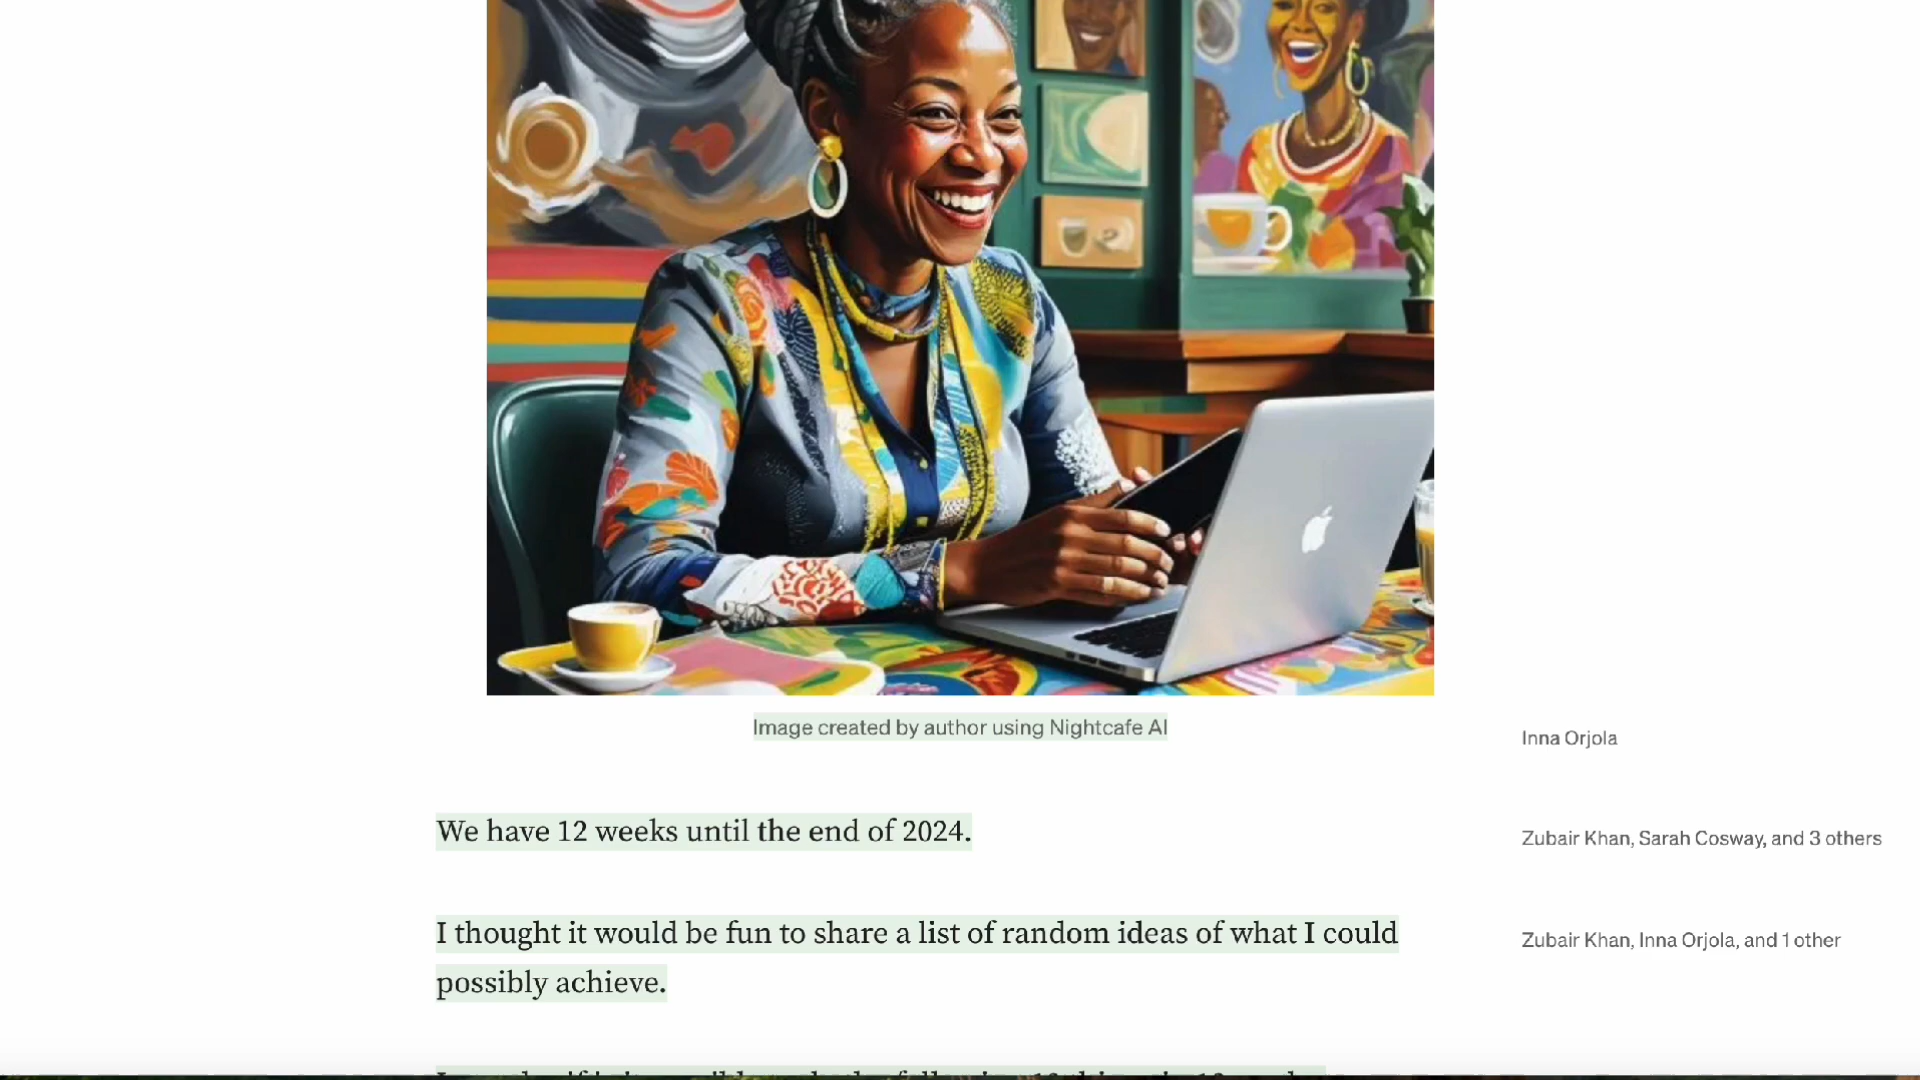 Image created by author using Nightcafe AI
Inna Orjola
We have 12 weeks until the end of 2024.
Zubair Khan, Sarah Cosway, and 3 others
I thought it would be fun to share a list of random ideas of what I could
possibly achieve.
Zubair Khan, Inna Orjola, and 1 other